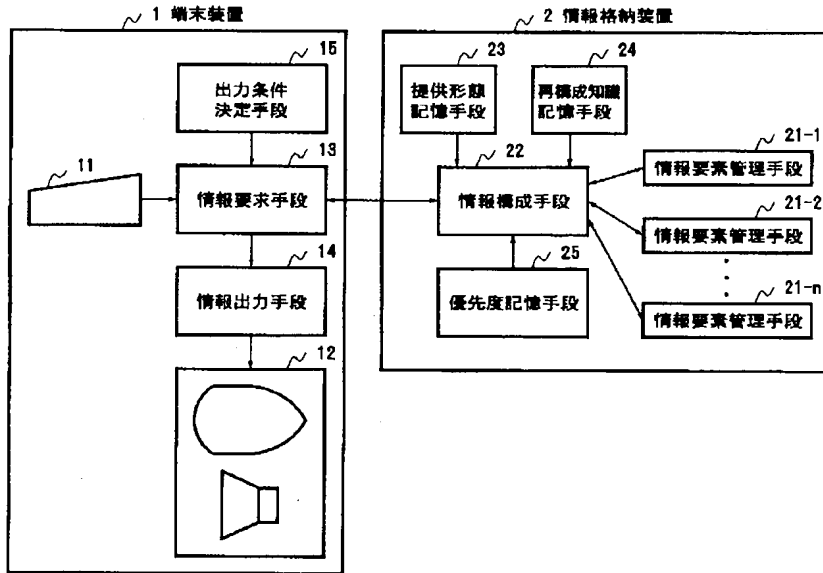 1 端末装置
15
出力条件
決定手段
11
13
情報要求手段
14
情報出力手段
12
2 情報格納装置
23
提供形態
記憶手段
24
再構成知識
記憶手段
22
情報構成手段
25
優先度記憶手段
21-1
情報要素管理手段
21-2
情報要素管理手段
21-n
情報要素管理手段